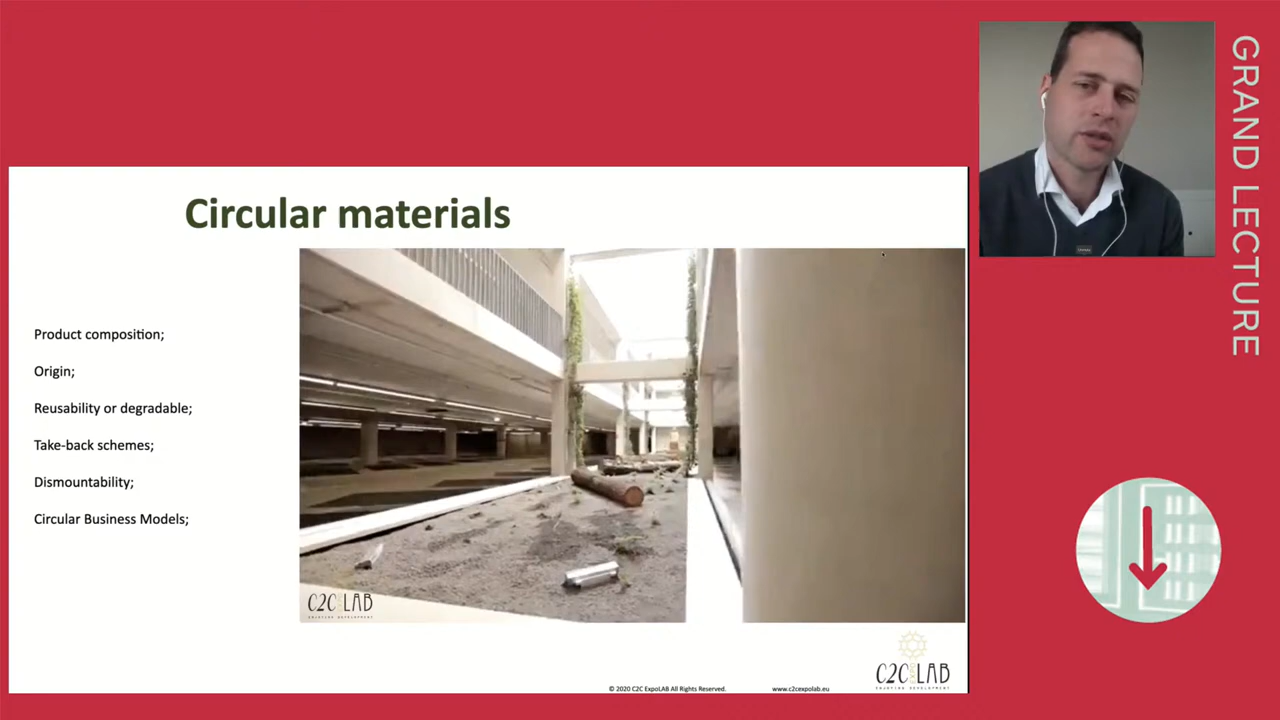 GRAND LECTURE
Circular materials
Product composition;
Origin;
Reusability or degradable;
Take-back schemes;
Dismountability;
Circular Business Models;
C2C LAB
C2C LAB
EXPO
© 2020 C2C ExpoLAB All Rights Reserved.
www.c2cexpolab.eu